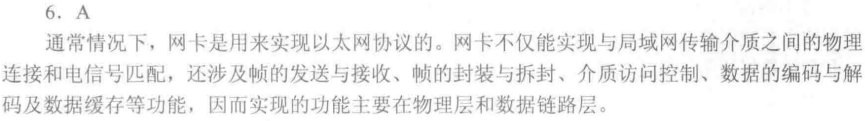 6. A
通常情况下，网卡是用来实现以太网协议的。网卡不仅能实现与局域网传输介质之间的物理
连接和电信号匹配，还涉及帧的发送与接收、帧的封装与拆封、介质访问控制、数据的编码与解
码及数据缓存等功能，因而实现的功能主要在物理层和数据链路层。